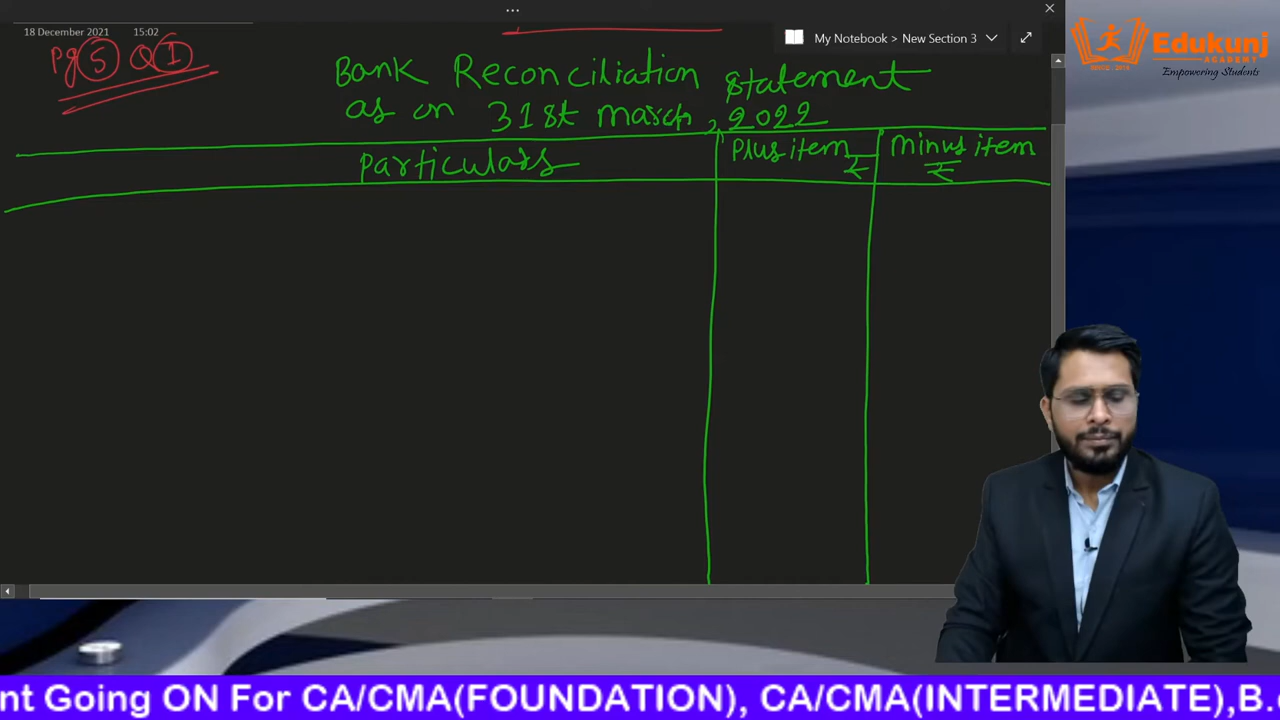 18 December 2021 15:02
My Notebook > New Section 3
Edukunj
ACADEMY
Empowering Students
Pg 5 Q 1
Bank Reconciliation statement
as on 31st march, 2022
Particulars Plus item ₹ minus item ₹
nt Going ON For CA/CMA(FOUNDATION), CA/CMA(INTERMEDIATE),B.